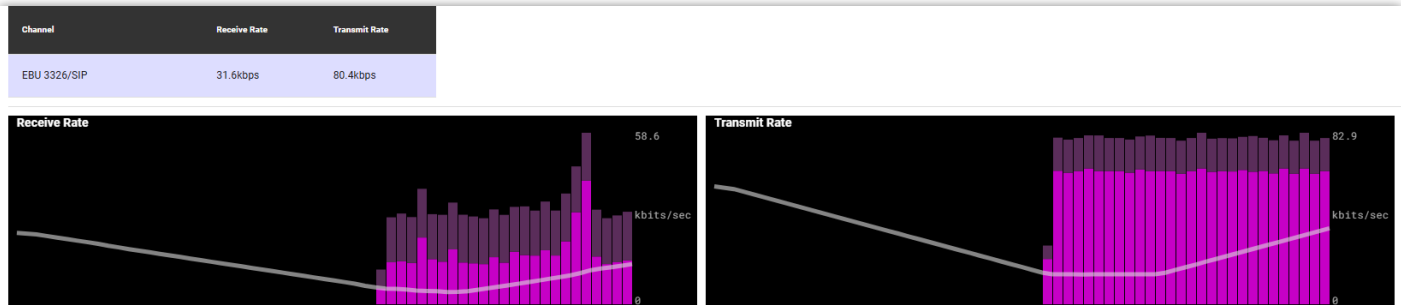 Channel Receive Rate Transmit Rate
EBU 3326/SIP 31.6kbps 80.4kbps
Receive Rate
58.6
kbits/sec
0
Transmit Rate
82.9
kbits/sec
0